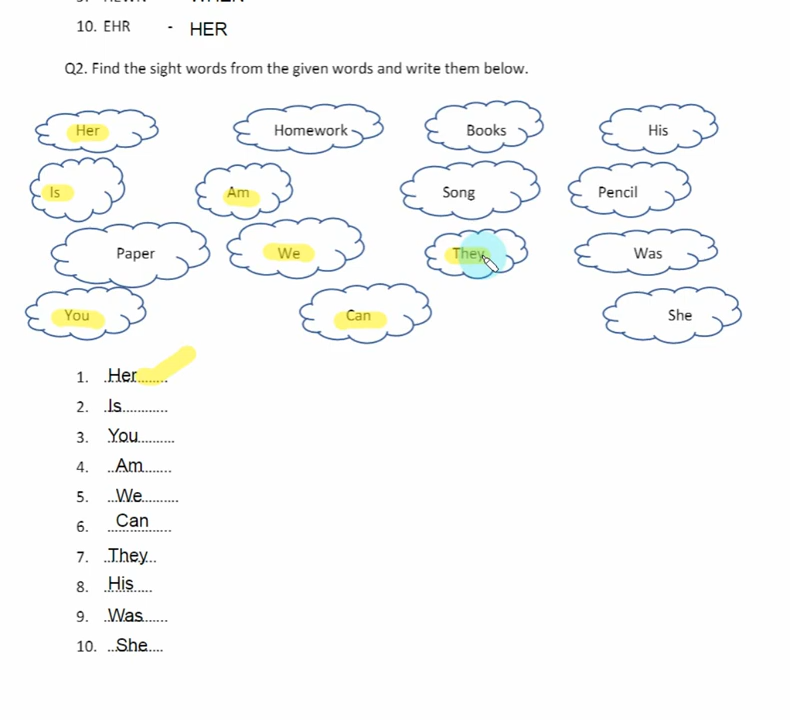 10. EHR - HER
Q2. Find the sight words from the given words and write them below.
Her Homework Books His
Is Am Song Pencil
Paper We They Was
You Can She
1. .Her........
2. .Is............
3. You.........
4. ..Am.......
5. ..We..........
6. Can
7. ..They...
8. .His.....
9. ..Was......
10. ..She....